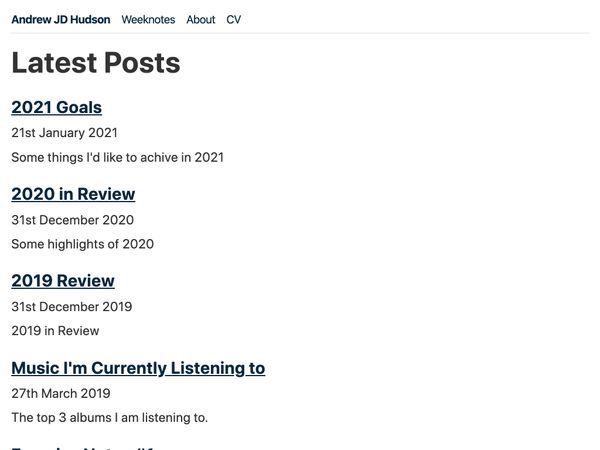 Andrew JD Hudson Weeknotes About CV
Latest Posts
2021 Goals
21st January 2021
Some things I'd like to achive in 2021
2020 in Review
31st December 2020
Some highlights of 2020
2019 Review
31st December 2019
2019 in Review
Music I'm Currently Listening to
27th March 2019
The top 3 albums I am listening to.